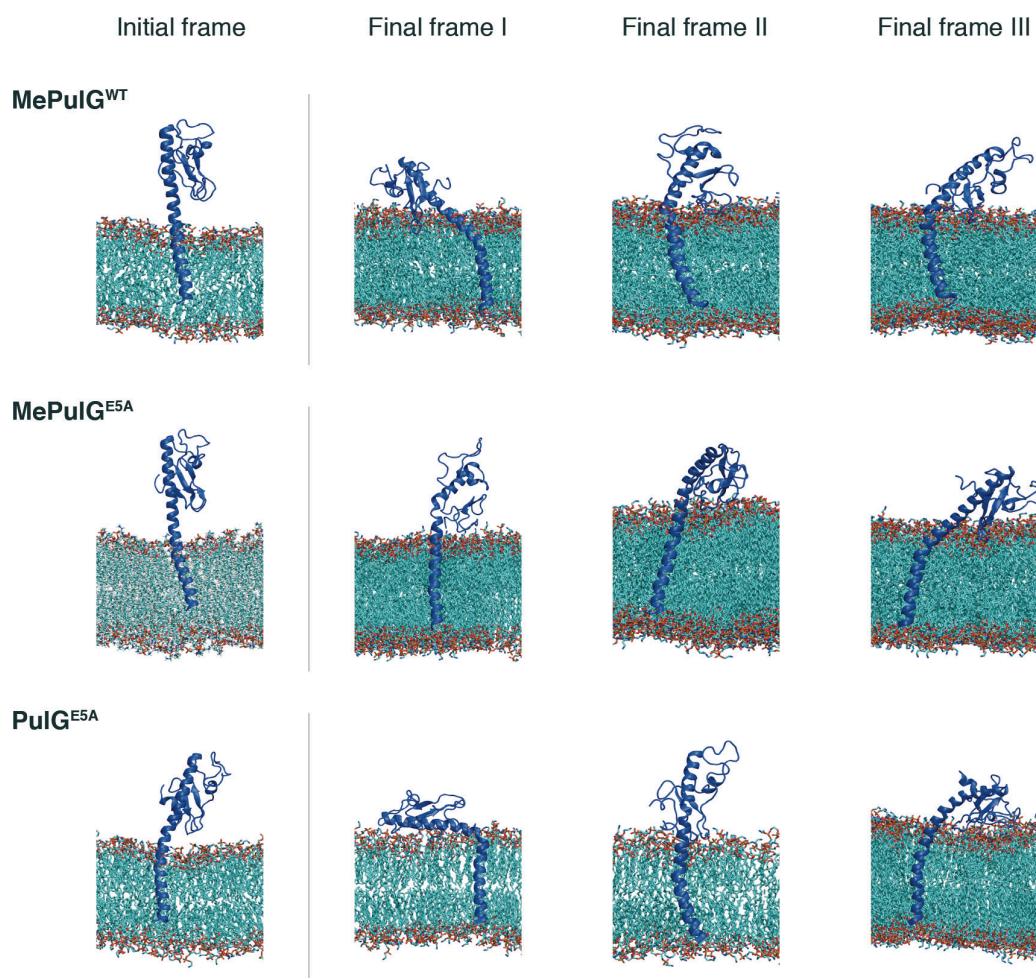 Initial frame Final frame I Final frame II Final frame III
MePulG^WT
MePulG^E5A
PulG^E5A